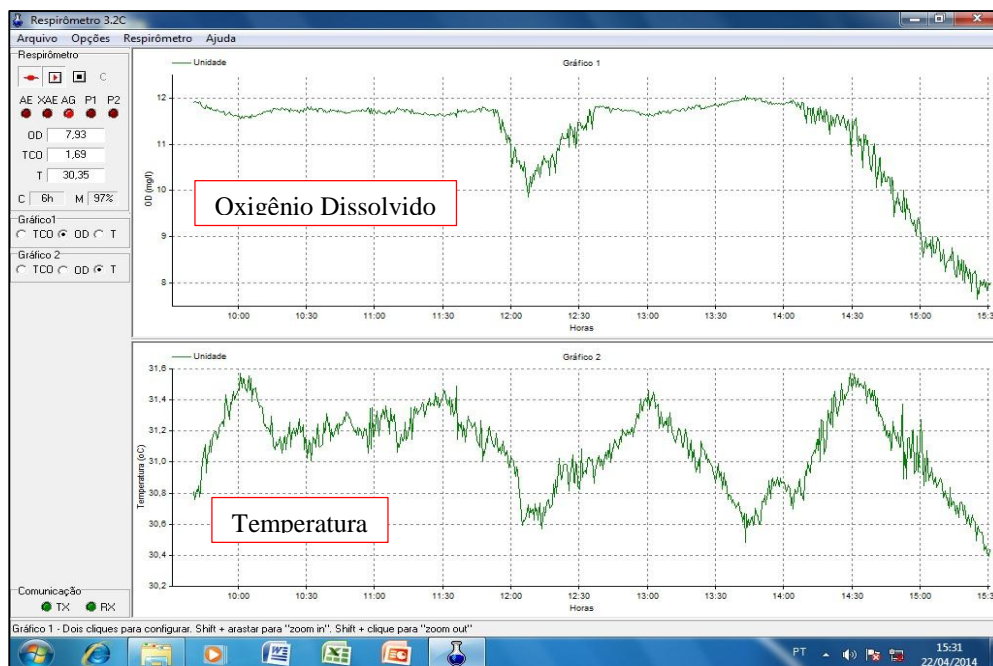 Respirômetro 3.2C
Arquivo Opções Respirômetro Ajuda
Respirômetro
C
AE XAE AG P1 P2
OD 7,93
TCO 1,69
T 30,35
C 6h M 97%
Gráfico1
TCO OD T
Gráfico 2
TCO OD T
Comunicação
TX RX
Unidade
Gráfico 1
12
11
10
9
8
OD (mg/l)
Oxigênio Dissolvido
10:00 10:30 11:00 11:30 12:00 12:30 13:00 13:30 14:00 14:30 15:00 15:3
Horas
Unidade
Gráfico 2
31,6
31,4
31,2
31,0
30,8
30,6
30,4
30,2
Temperatura (oC)
Temperatura
10:00 10:30 11:00 11:30 12:00 12:30 13:00 13:30 14:00 14:30 15:00 15:3
Horas
Gráfico 1 - Dois cliques para configurar. Shift + arastar para "zoom in". Shift + clique para "zoom out"
PT
15:31
22/04/2014